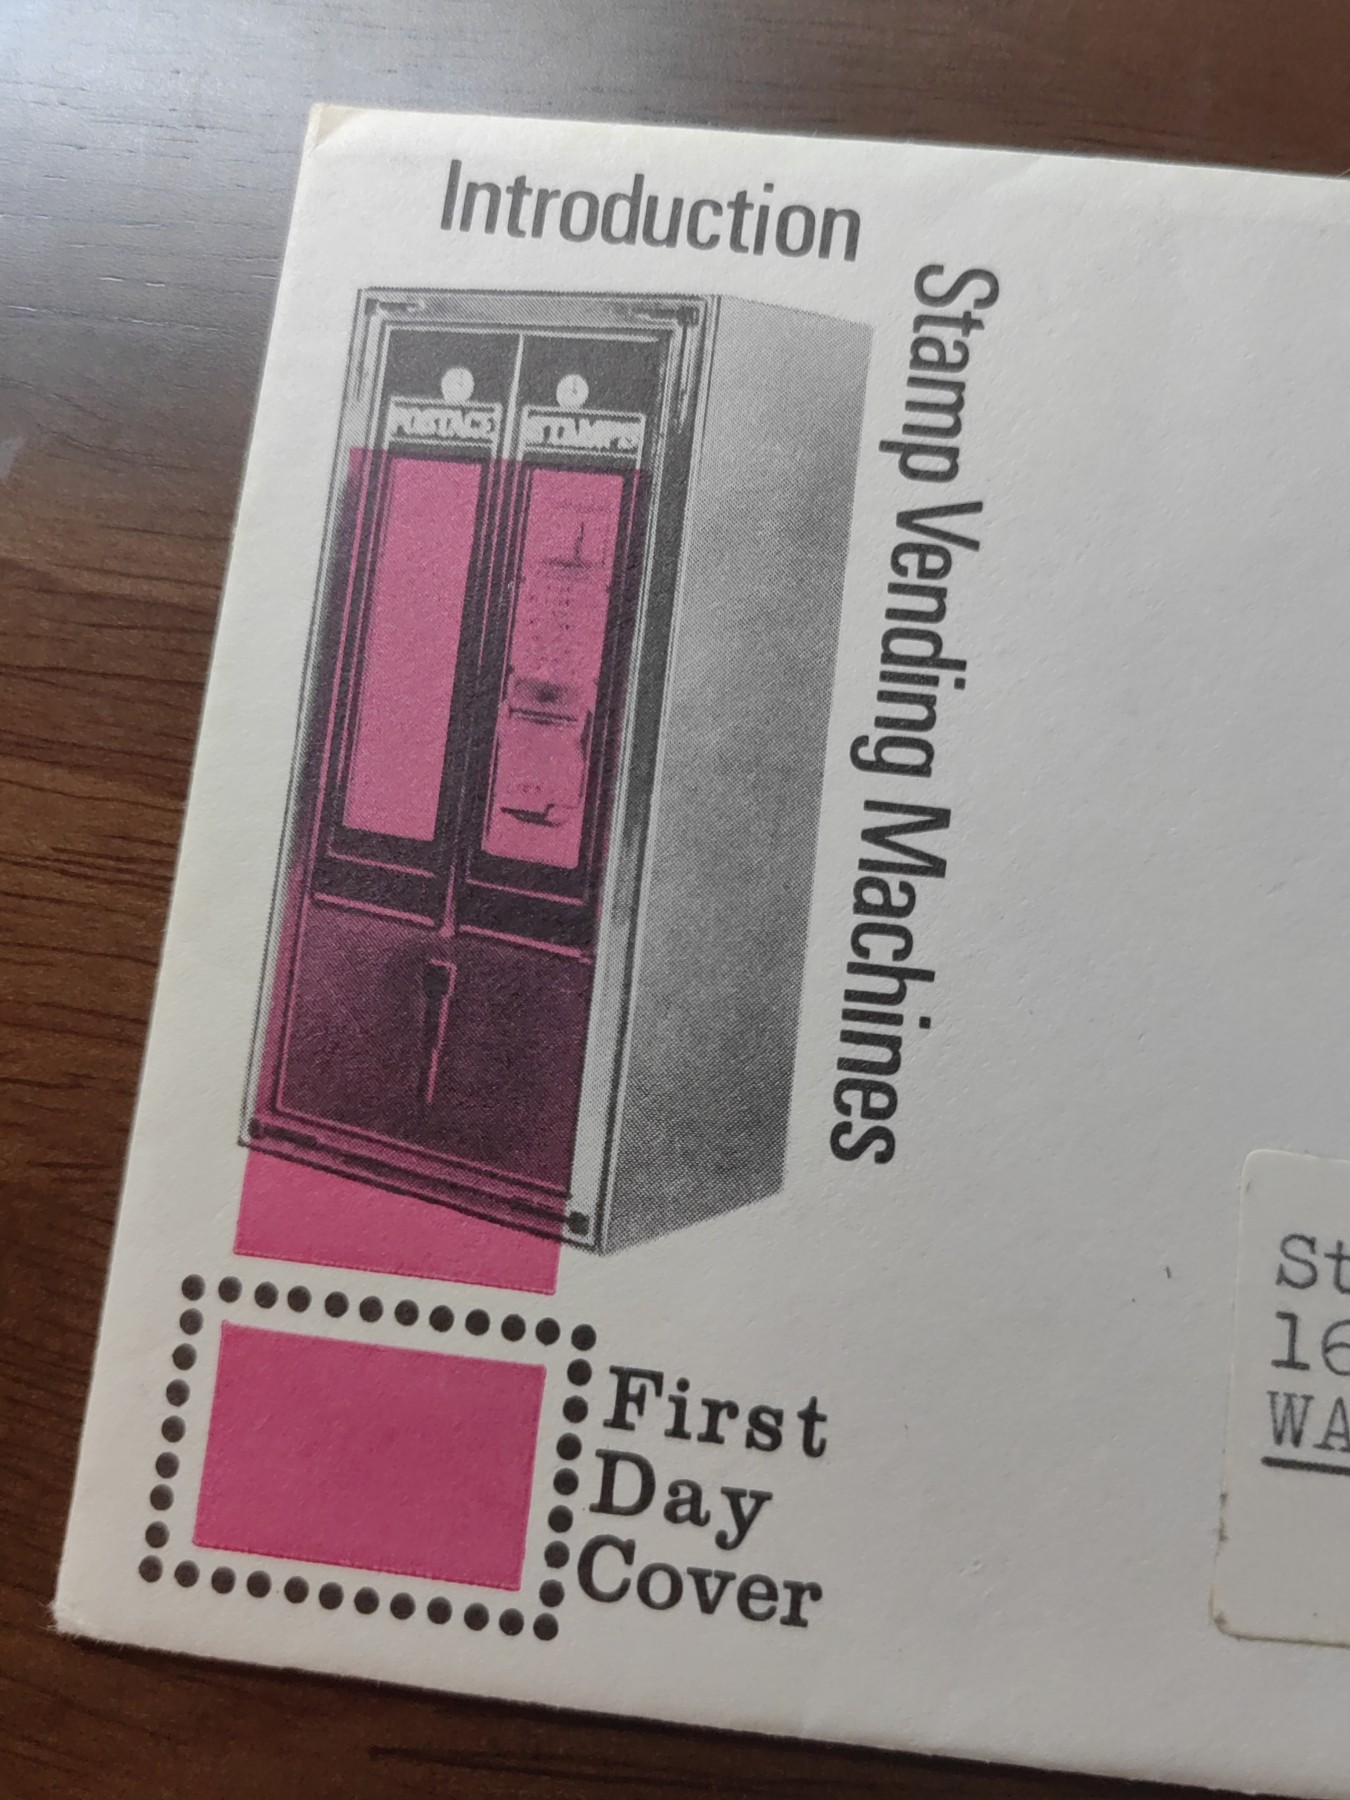 Introduction
Stamp Vending Machines
POSTAGE STAMPS
First
Day
Cover
St
16
WA